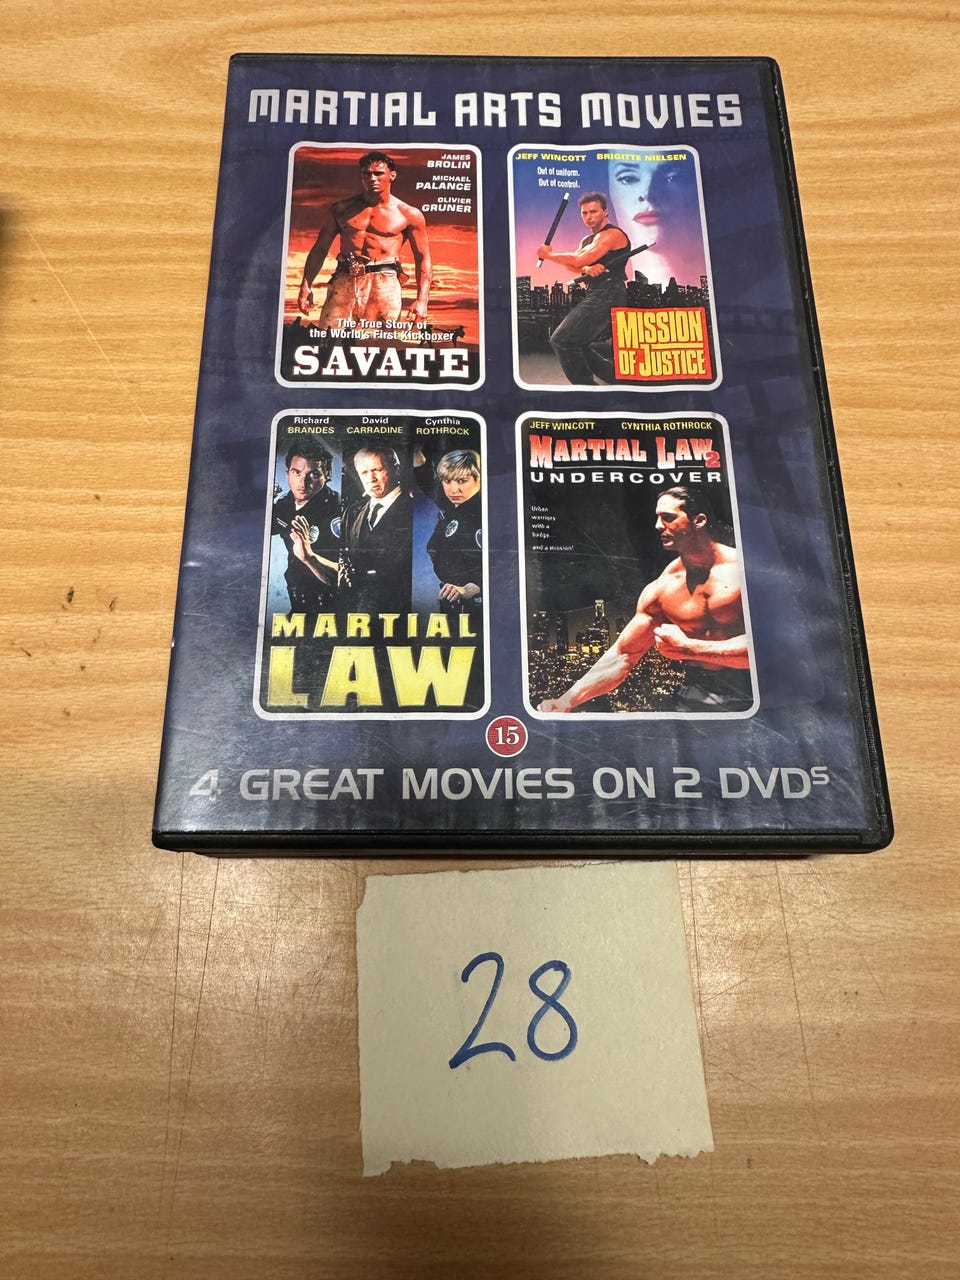 MARTIAL ARTS MOVIES
JAMES
BROLIN
MICHAEL
PALANCE
OLIVIER
GRUNER
The True Story of
the World's First Kickboxer
SAVATE
JEFF WINCOTT BRIGITTE NIELSEN
Out of uniform.
Out of control.
MISSION
OF JUSTICE
Richard David Cynthia
BRANDES CARRADINE ROTHROCK
MARTIAL
LAW
JEFF WINCOTT CYNTHIA ROTHROCK
MARTIAL LAW 2
UNDERCOVER
Urban
warriors
with a
badge...
and a mission!
15
4 GREAT MOVIES ON 2 DVDS
28